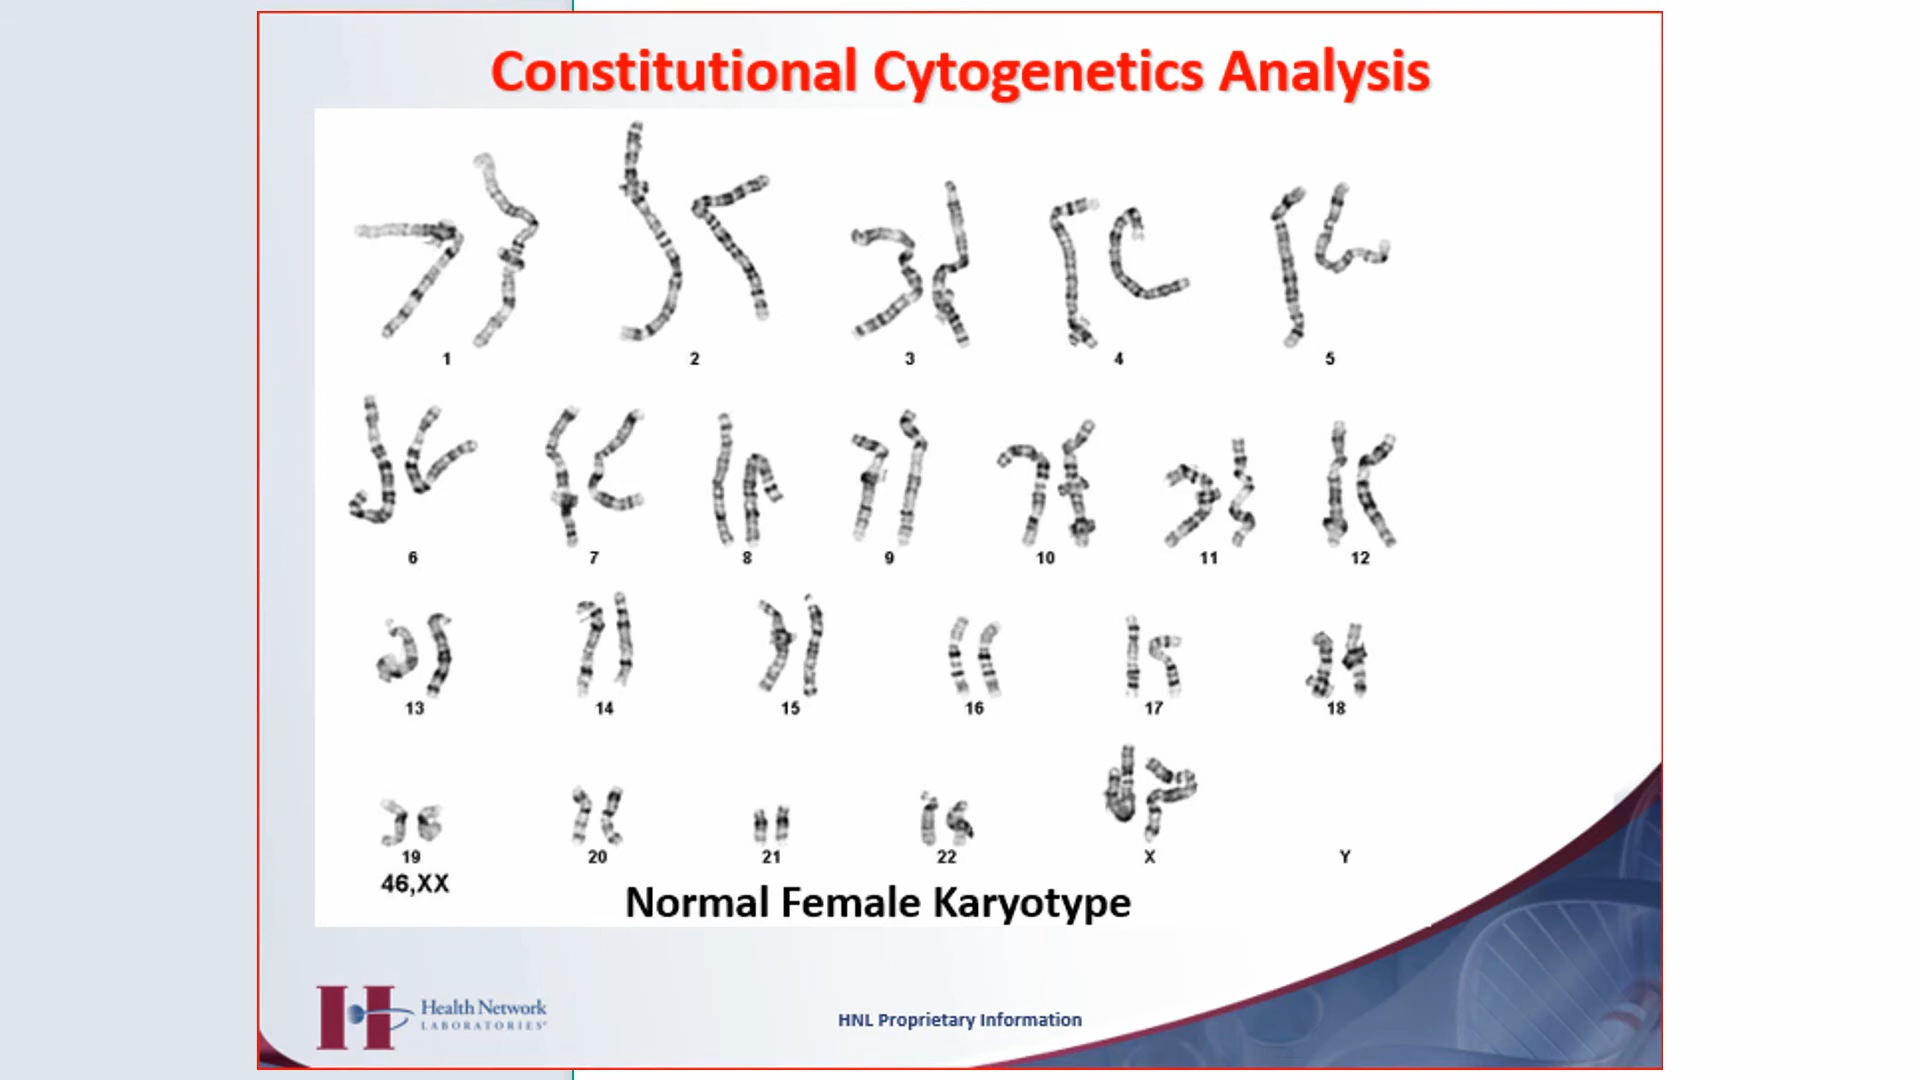 Constitutional Cytogenetics Analysis
1 2 3 4 5
6 7 8 9 10 11 12
13 14 15 16 17 18
19 20 21 22 X Y
46,XX
Normal Female Karyotype
Health Network
LABORATORIES®
HNL Proprietary Information